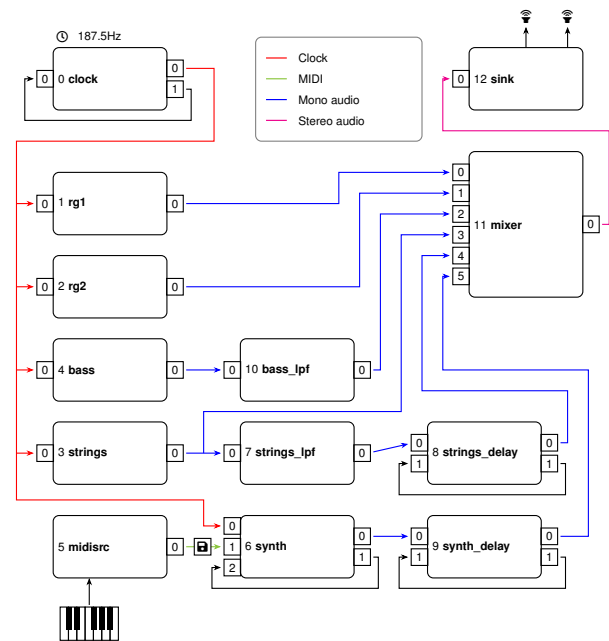 187.5Hz
0
0 clock
0
1
Clock
MIDI
Mono audio
Stereo audio
0
12 sink
0
1 rg1
0
0
1
2
3
4
5
11 mixer
0
0
2 rg2
0
0
4 bass
0
0
10 bass_lpf
0
0
3 strings
0
0
7 strings_lpf
0
0
1
8 strings_delay
0
1
5 midisrc
0
0
1
2
6 synth
0
1
0
1
9 synth_delay
0
1